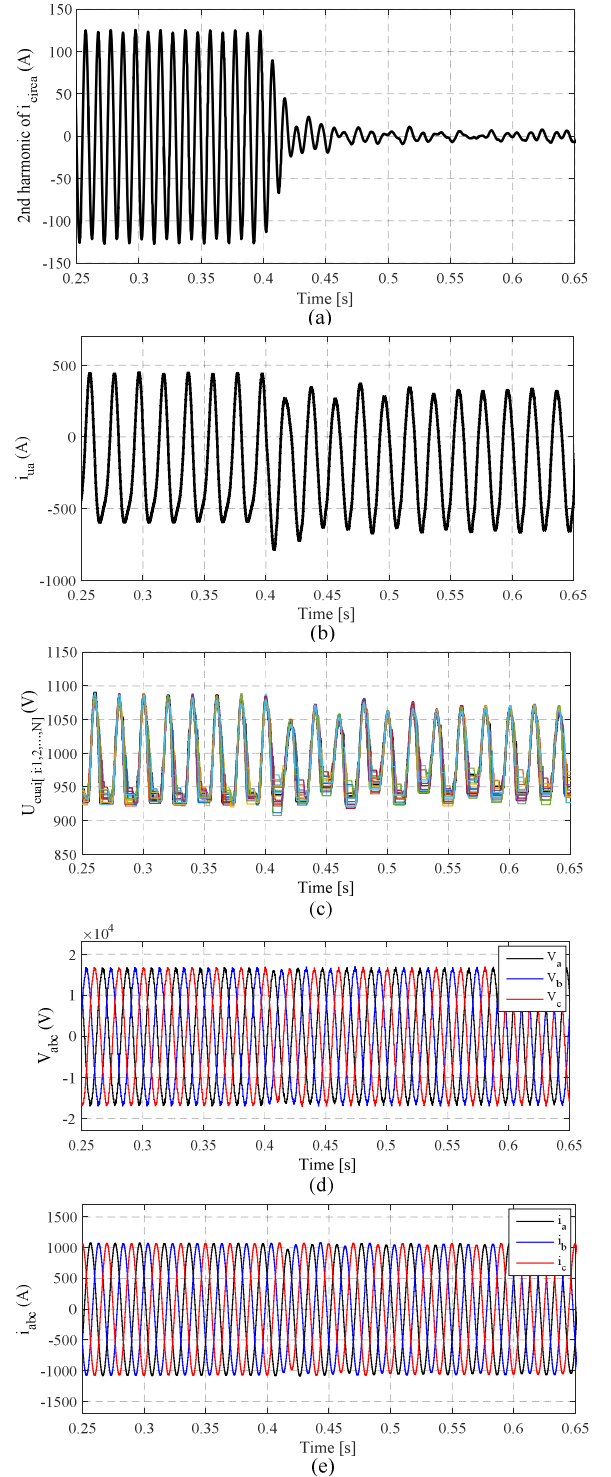 150
100
50
0
-50
-100
-150
2nd harmonic of i_circa (A)
0.25 0.3 0.35 0.4 0.45 0.5 0.55 0.6 0.65
Time [s]
(a)
500
0
-500
-1000
i_ua (A)
0.25 0.3 0.35 0.4 0.45 0.5 0.55 0.6 0.65
Time [s]
(b)
1150
1100
1050
1000
950
900
850
U_cuai[ i:1,2,...,N] (V)
0.25 0.3 0.35 0.4 0.45 0.5 0.55 0.6 0.65
Time [s]
(c)
×10^4
2
1
0
-1
-2
V_abc (V)
V_a
V_b
V_c
0.25 0.3 0.35 0.4 0.45 0.5 0.55 0.6 0.65
Time [s]
(d)
1500
1000
500
0
-500
-1000
-1500
i_abc (A)
i_a
i_b
i_c
0.25 0.3 0.35 0.4 0.45 0.5 0.55 0.6 0.65
Time [s]
(e)